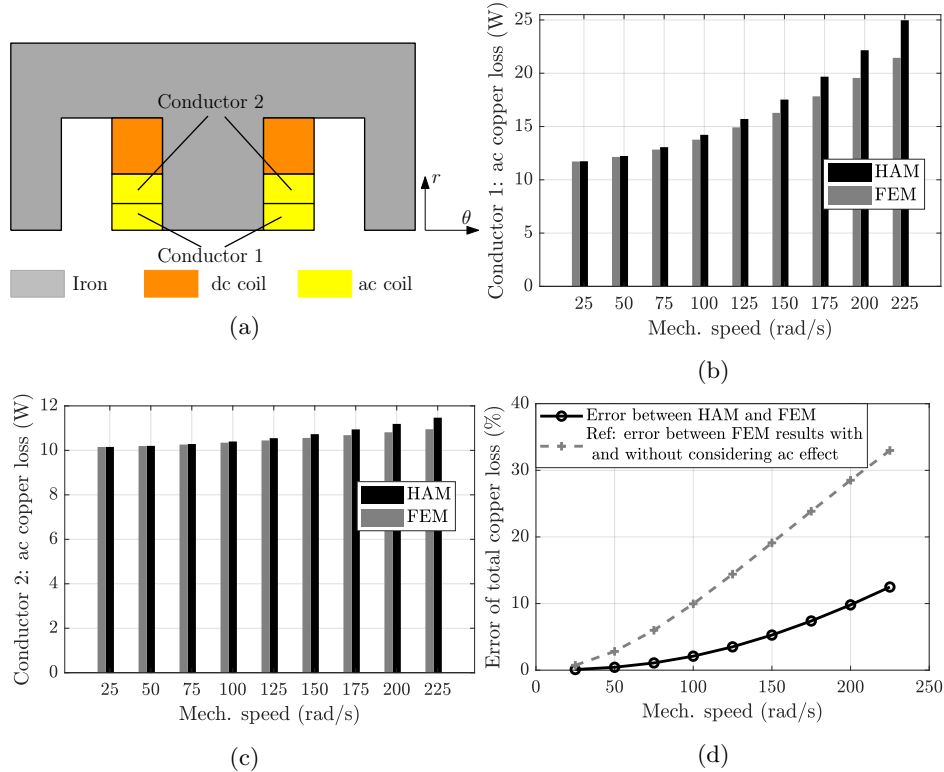 Conductor 2
Conductor 1
r
θ
Iron
dc coil
ac coil
(a)
Conductor 1: ac copper loss (W)
25
20
15
10
5
0
HAM
FEM
25 50 75 100 125 150 175 200 225
Mech. speed (rad/s)
(b)
Conductor 2: ac copper loss (W)
12
10
8
6
4
2
0
HAM
FEM
25 50 75 100 125 150 175 200 225
Mech. speed (rad/s)
(c)
Error of total copper loss (%)
40
30
20
10
0
Error between HAM and FEM
Ref: error between FEM results with
and without considering ac effect
0 50 100 150 200 250
Mech. speed (rad/s)
(d)